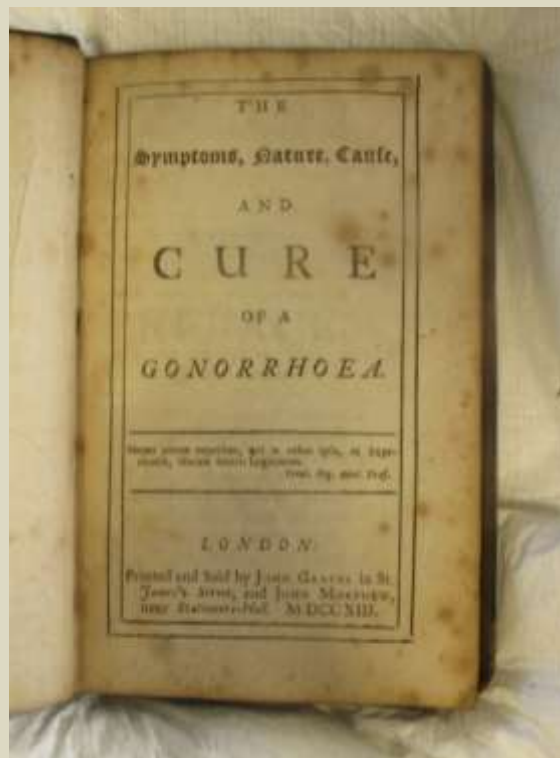 THE
Symptoms, Nature, Cauſe,
AND
CURE
OF A
GONORRHOEA.
LONDON:
Printed and Sold by JOHN GRAVES in St.
James's Street, and JOHN MORPHEW,
near Stationers-Hall. MDCCXIII.